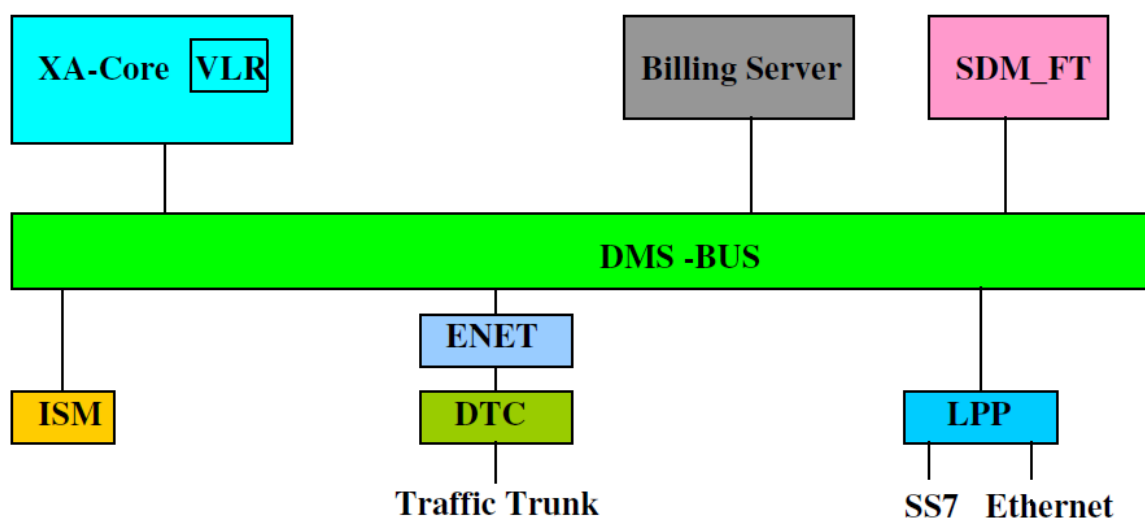 XA-Core VLR
Billing Server
SDM_FT
DMS -BUS
ENET
ISM
DTC
LPP
Traffic Trunk
SS7
Ethernet